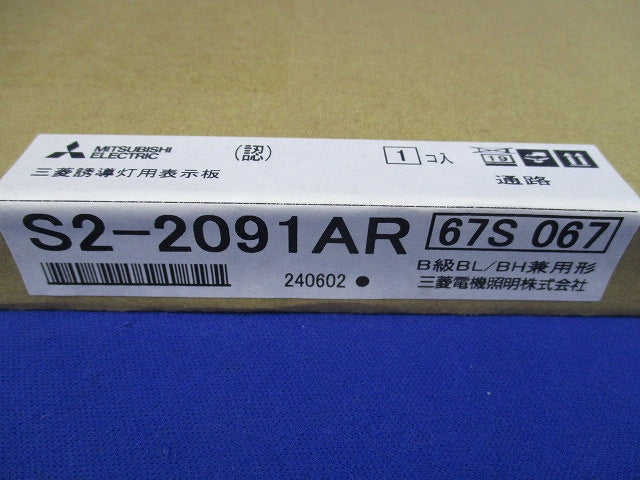 MITSUBISHI ELECTRIC
(認)
1 コ入
10
三菱誘導灯用表示板
通路
S2-2091AR
67S 067
B級BL/BH兼用形
240602
三菱電機照明株式会社